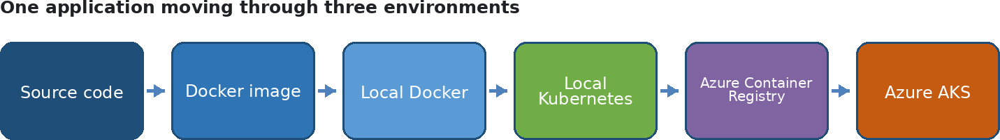 One application moving through three environments
Source code
Docker image
Local Docker
Local
Kubernetes
Azure Container
Registry
Azure AKS